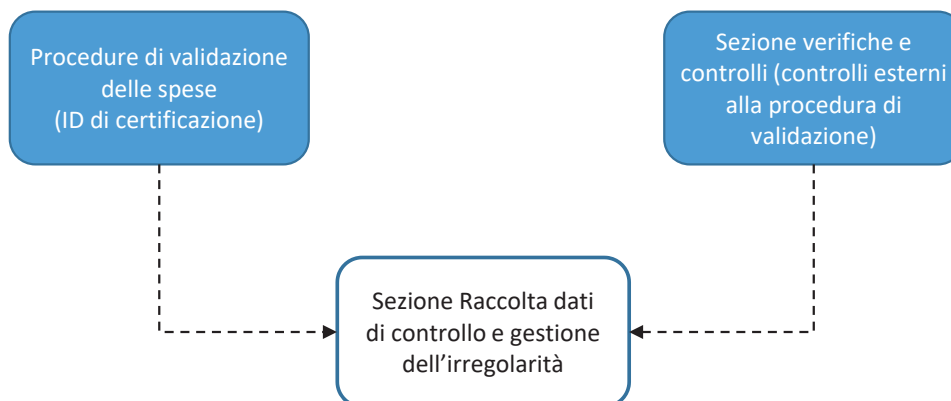 Procedure di validazione
delle spese
(ID di certificazione)
Sezione verifiche e
controlli (controlli esterni
alla procedura di
validazione)
Sezione Raccolta dati
di controllo e gestione
dell’irregolarità